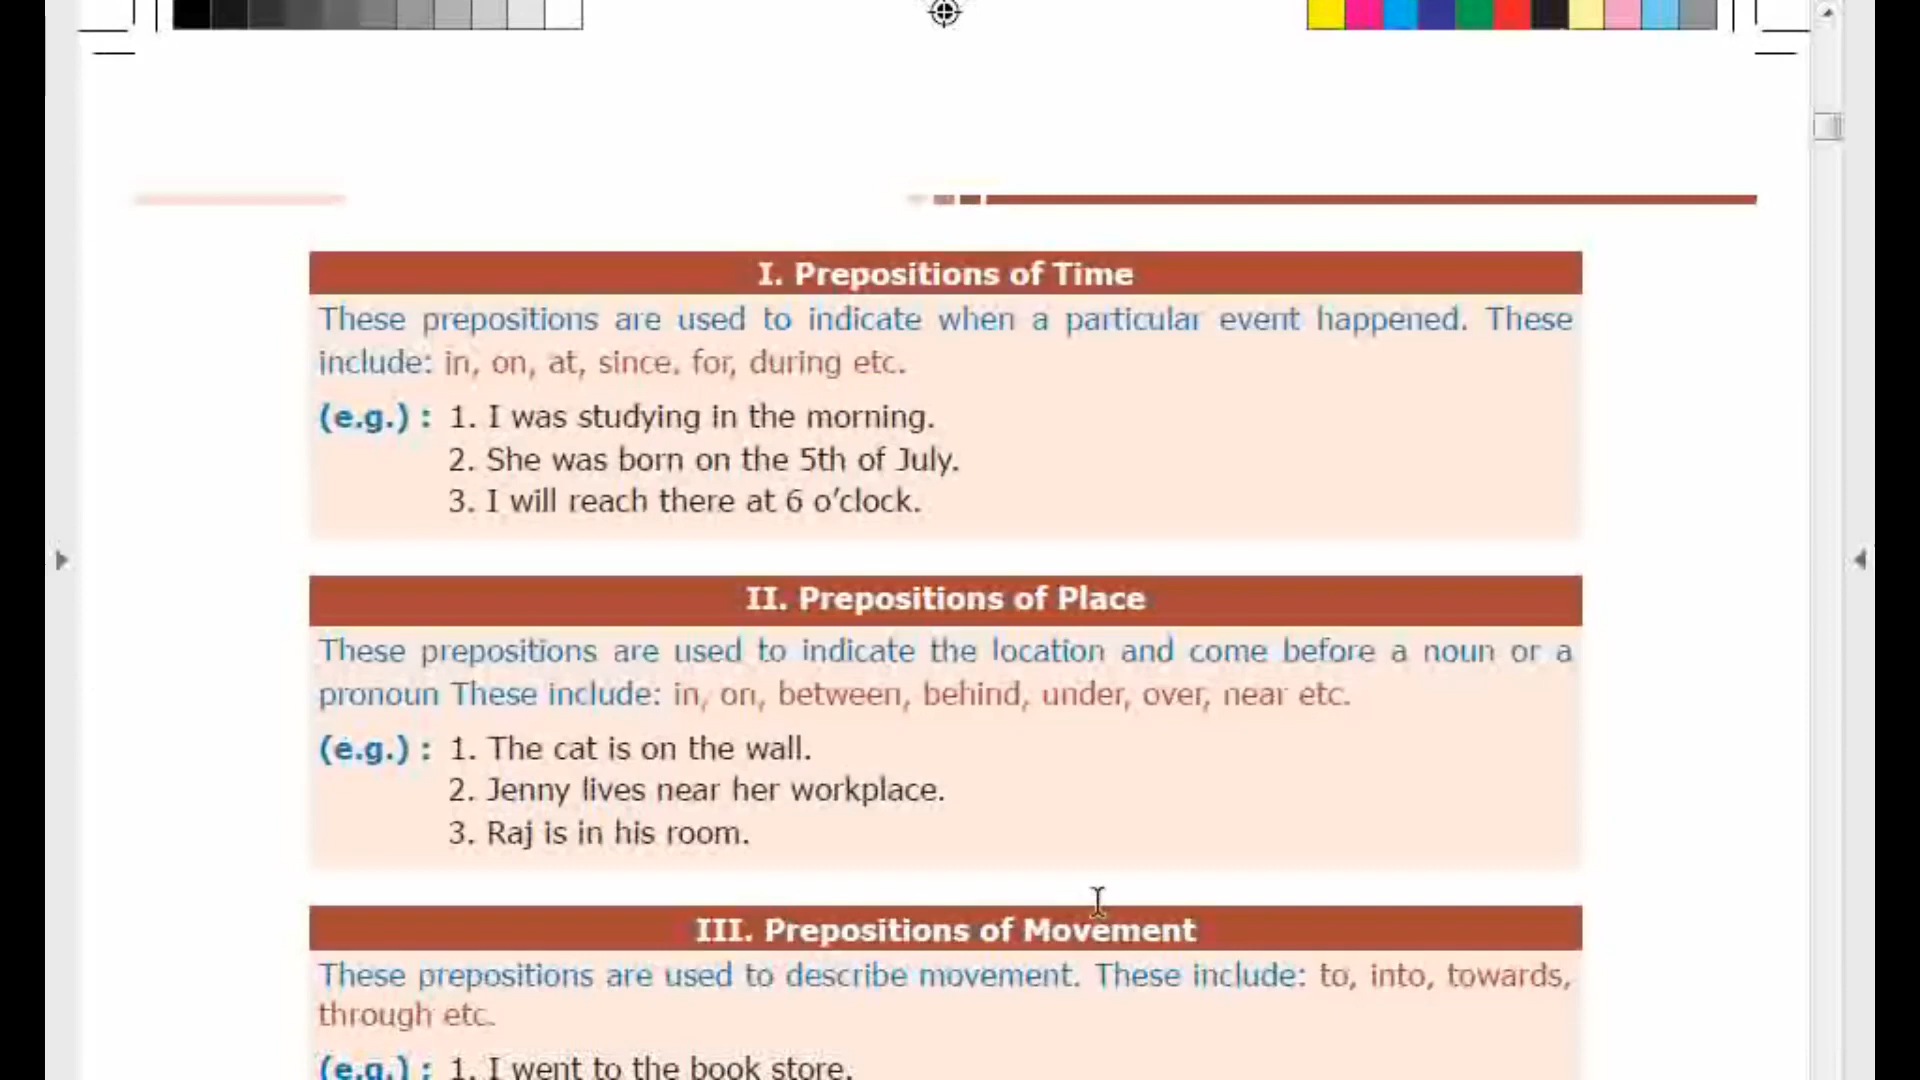 I. Prepositions of Time
These prepositions are used to indicate when a particular event happened. These
include: in, on, at, since, for, during etc.
(e.g.) : 1. I was studying in the morning.
2. She was born on the 5th of July.
3. I will reach there at 6 o’clock.
II. Prepositions of Place
These prepositions are used to indicate the location and come before a noun or a
pronoun These include: in, on, between, behind, under, over, near etc.
(e.g.) : 1. The cat is on the wall.
2. Jenny lives near her workplace.
3. Raj is in his room.
III. Prepositions of Movement
These prepositions are used to describe movement. These include: to, into, towards,
through etc.
(e.g.) : 1. I went to the book store.